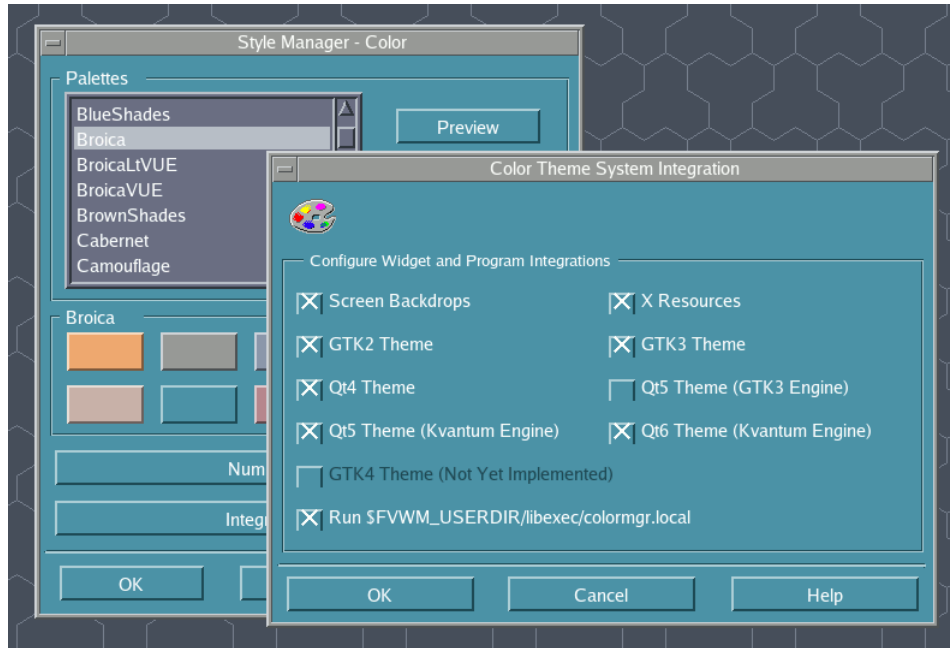 Style Manager - Color
Palettes
BlueShades
Broica
BroicaLtVUE
BroicaVUE
BrownShades
Cabernet
Camouflage
Preview
Broica
OK
Color Theme System Integration
Configure Widget and Program Integrations
Screen Backdrops
X Resources
GTK2 Theme
GTK3 Theme
Qt4 Theme
Qt5 Theme (GTK3 Engine)
Qt5 Theme (Kvantum Engine)
Qt6 Theme (Kvantum Engine)
GTK4 Theme (Not Yet Implemented)
Run $FVWM_USERDIR/libexec/colormgr.local
OK
Cancel
Help